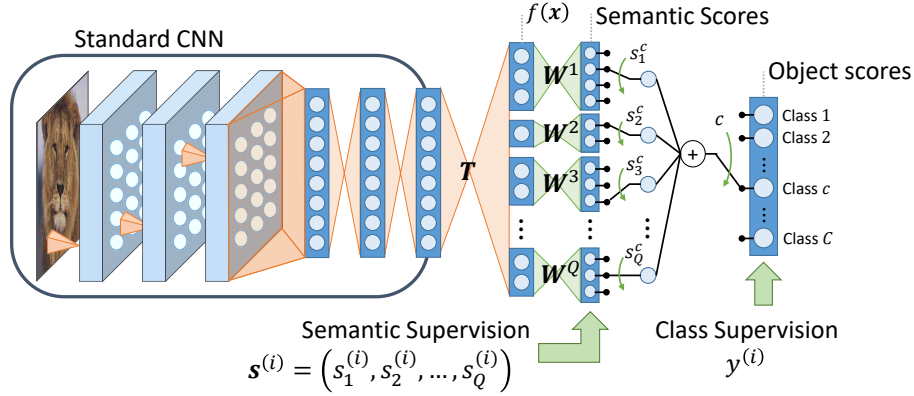 Standard CNN
f(x)
Semantic Scores
Object scores
T
W^1
W^2
W^3
⋮
W^Q
s_1^c
s_2^c
s_3^c
⋮
s_Q^c
+
c
Class 1
Class 2
⋮
Class c
⋮
Class C
Semantic Supervision
s^{(i)} = (s_1^{(i)}, s_2^{(i)}, ..., s_Q^{(i)})
Class Supervision
y^{(i)}